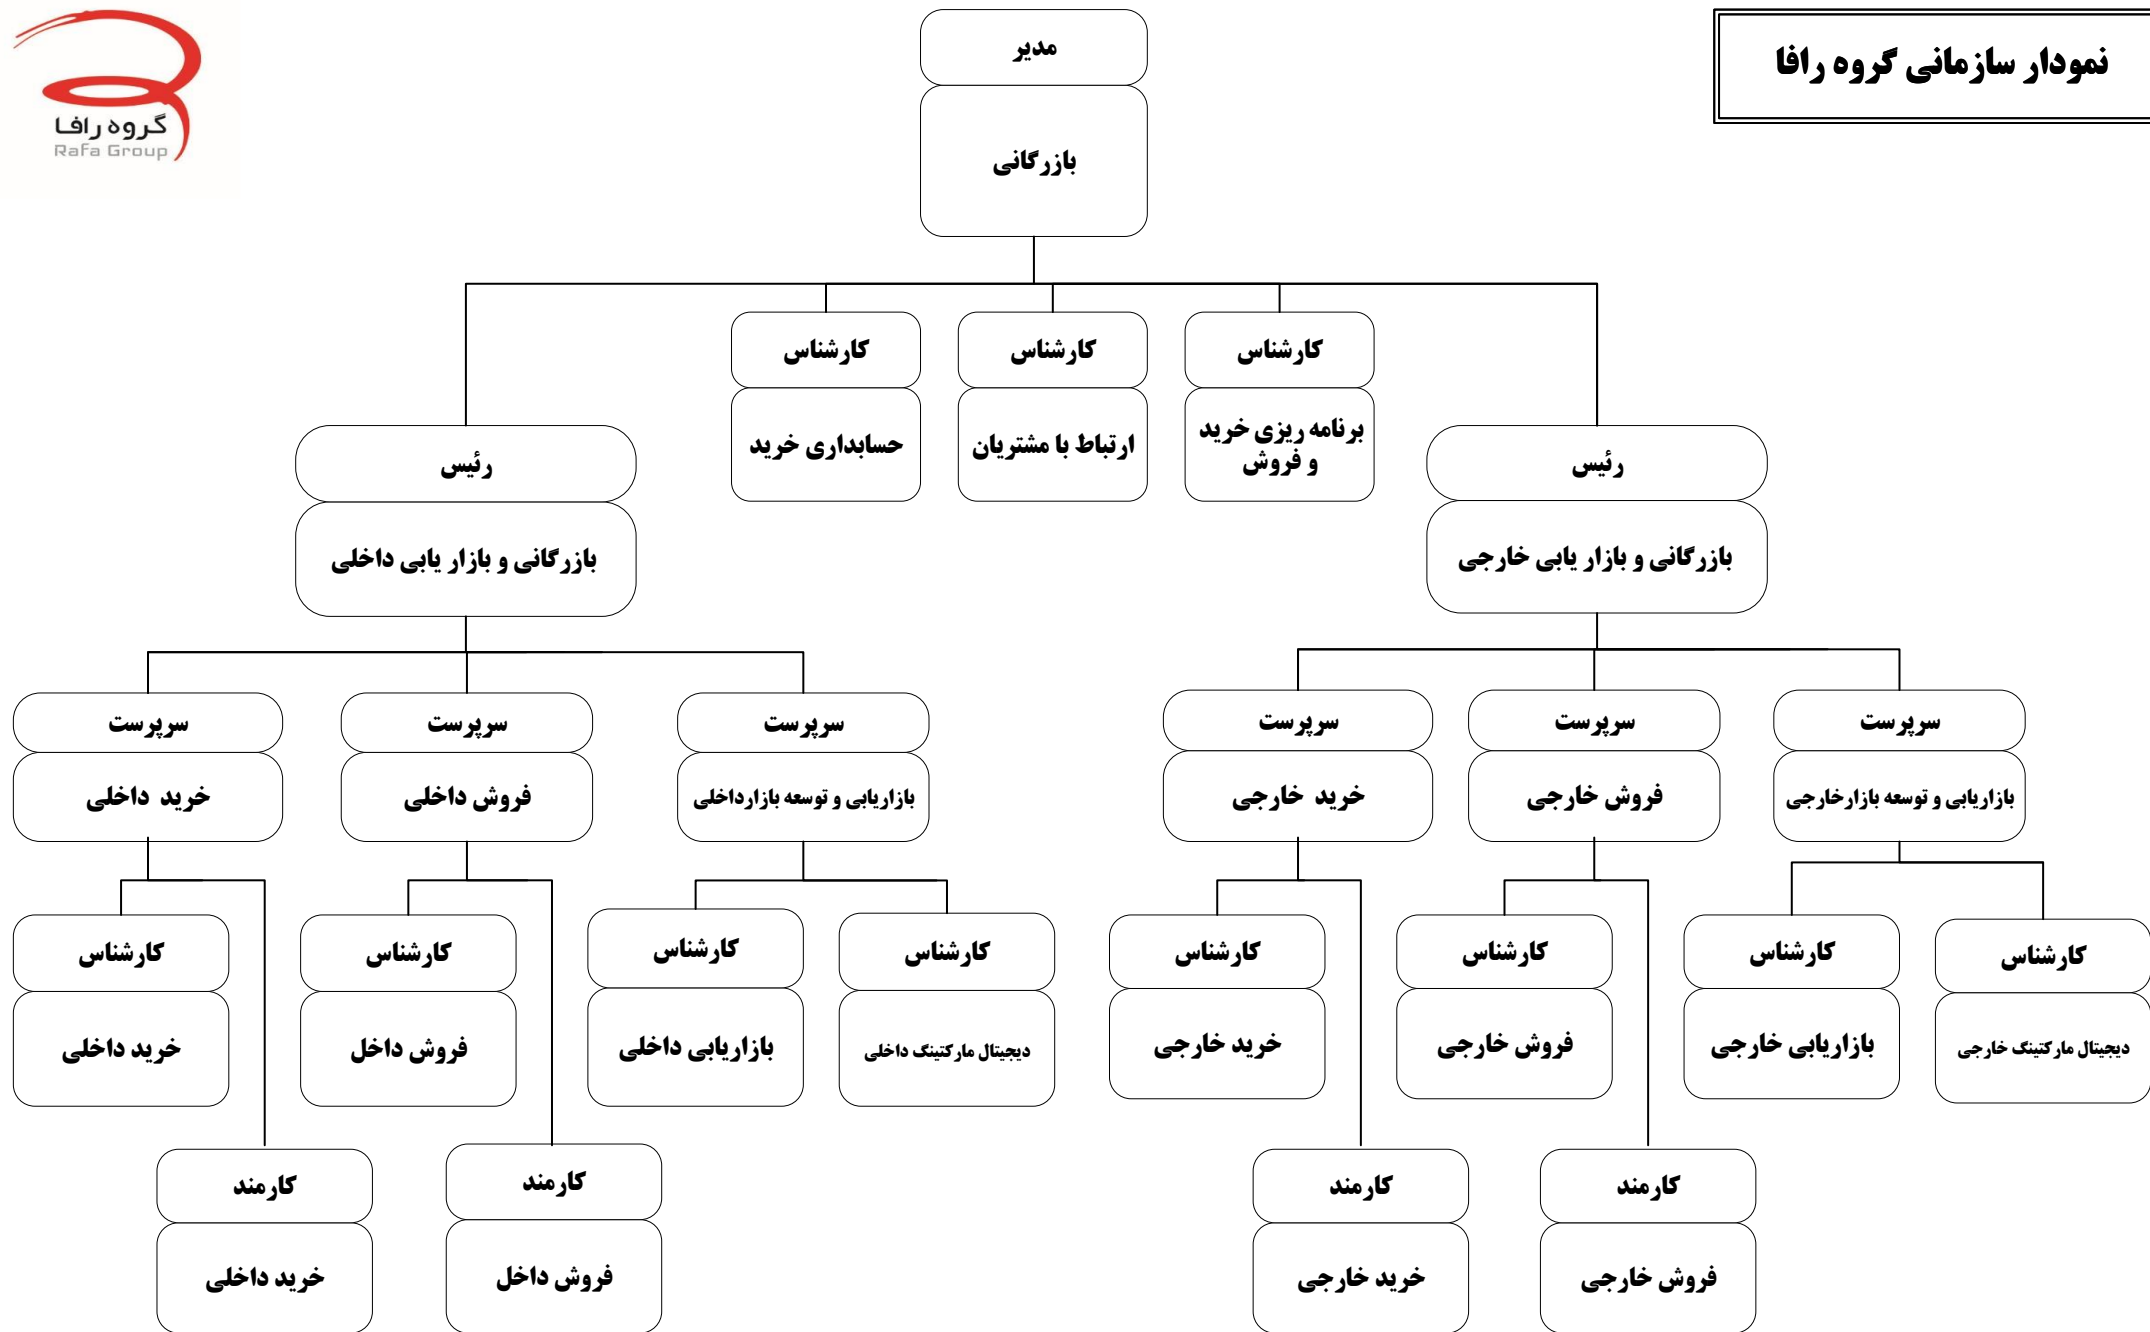 نمودار سازمانی گروه رافا
گروه رافا
Rafa Group
مدیر
بازرگانی
کارشناس
برنامه ریزی خرید
و فروش
کارشناس
ارتباط با مشتریان
کارشناس
حسابداری خرید
رئیس
بازرگانی و بازار یابی خارجی
رئیس
بازرگانی و بازار یابی داخلی
سرپرست
بازاریابی و توسعه بازارخارجی
سرپرست
فروش خارجی
سرپرست
خرید خارجی
سرپرست
بازاریابی و توسعه بازارداخلی
سرپرست
فروش داخلی
سرپرست
خرید داخلی
کارشناس
دیجیتال مارکتینگ خارجی
کارشناس
بازاریابی خارجی
کارشناس
فروش خارجی
کارشناس
خرید خارجی
کارشناس
دیجیتال مارکتینگ داخلی
کارشناس
بازاریابی داخلی
کارشناس
فروش داخل
کارشناس
خرید داخلی
کارمند
فروش خارجی
کارمند
خرید خارجی
کارمند
فروش داخل
کارمند
خرید داخلی